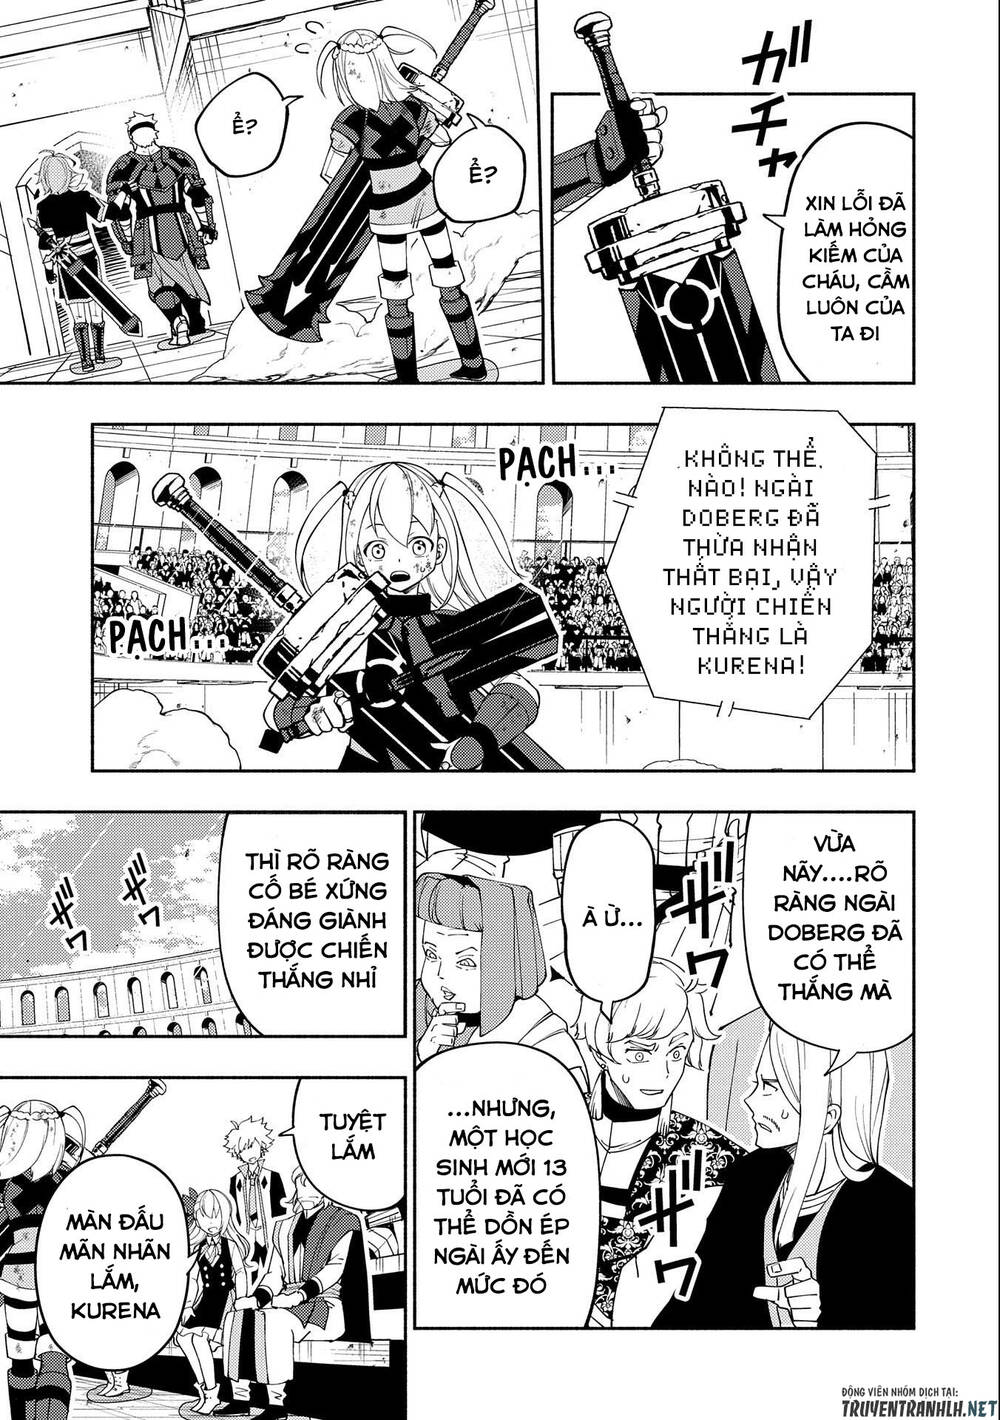 ガチャ
XIN LỖI ĐÃ
LÀM HỎNG
KIẾM CỦA
CHÁU, CẦM
LUÔN CỦA
TA ĐI
Ể?
Ể?
KHÔNG THỂ
NÀO! NGÀI
DOBERG ĐÃ
THỪA NHẬN
THẤT BẠI, VẬY
NGƯỜI CHIẾN
THẮNG LÀ
KURENA!
PẠCH...
PẠCH...
VỪA
NÃY....RÕ
RÀNG NGÀI
DOBERG ĐÃ
CÓ THỂ
THẮNG MÀ
À Ừ...
ザワ
ザワ
...NHƯNG,
MỘT HỌC
SINH MỚI 13
TUỔI ĐÃ CÓ
THỂ DỒN ÉP
NGÀI ẤY ĐẾN
MỨC ĐÓ
THÌ RÕ RÀNG
CÔ BÉ XỨNG
ĐÁNG GIÀNH
ĐƯỢC CHIẾN
THẮNG NHỈ
ザワ
ザワ
TUYỆT
LẮM
MÀN ĐẤU
MÃN NHÃN
LẮM,
KURENA
ĐỘNG VIÊN NHÓM DỊCH TẠI:
TRUYENTRANHLH.NET